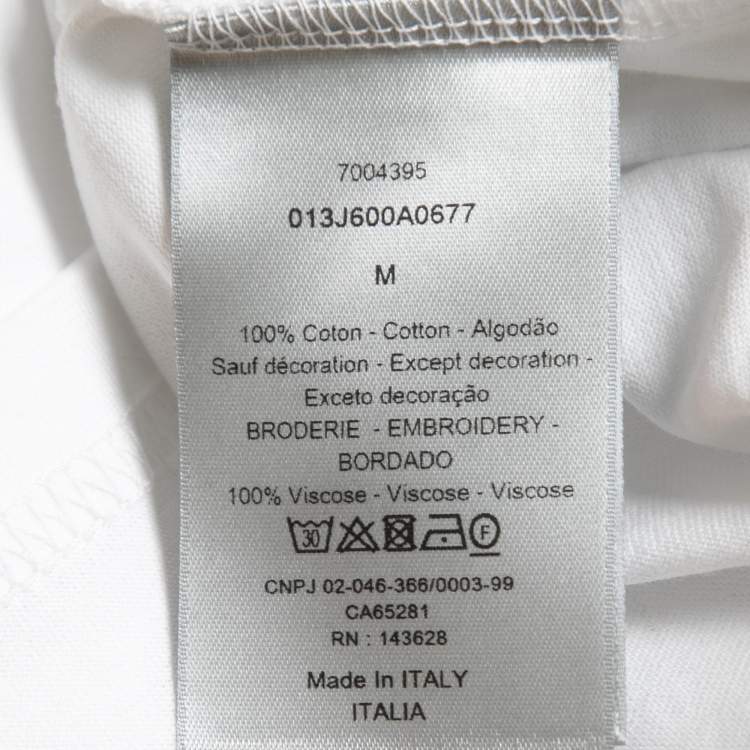 7004395
013J600A0677
M
100% Coton - Cotton - Algodão
Sauf décoration - Except decoration -
Exceto decoração
BRODERIE - EMBROIDERY -
BORDADO
100% Viscose - Viscose - Viscose
30 F
CNPJ 02-046-366/0003-99
CA65281
RN : 143628
Made In ITALY
ITALIA